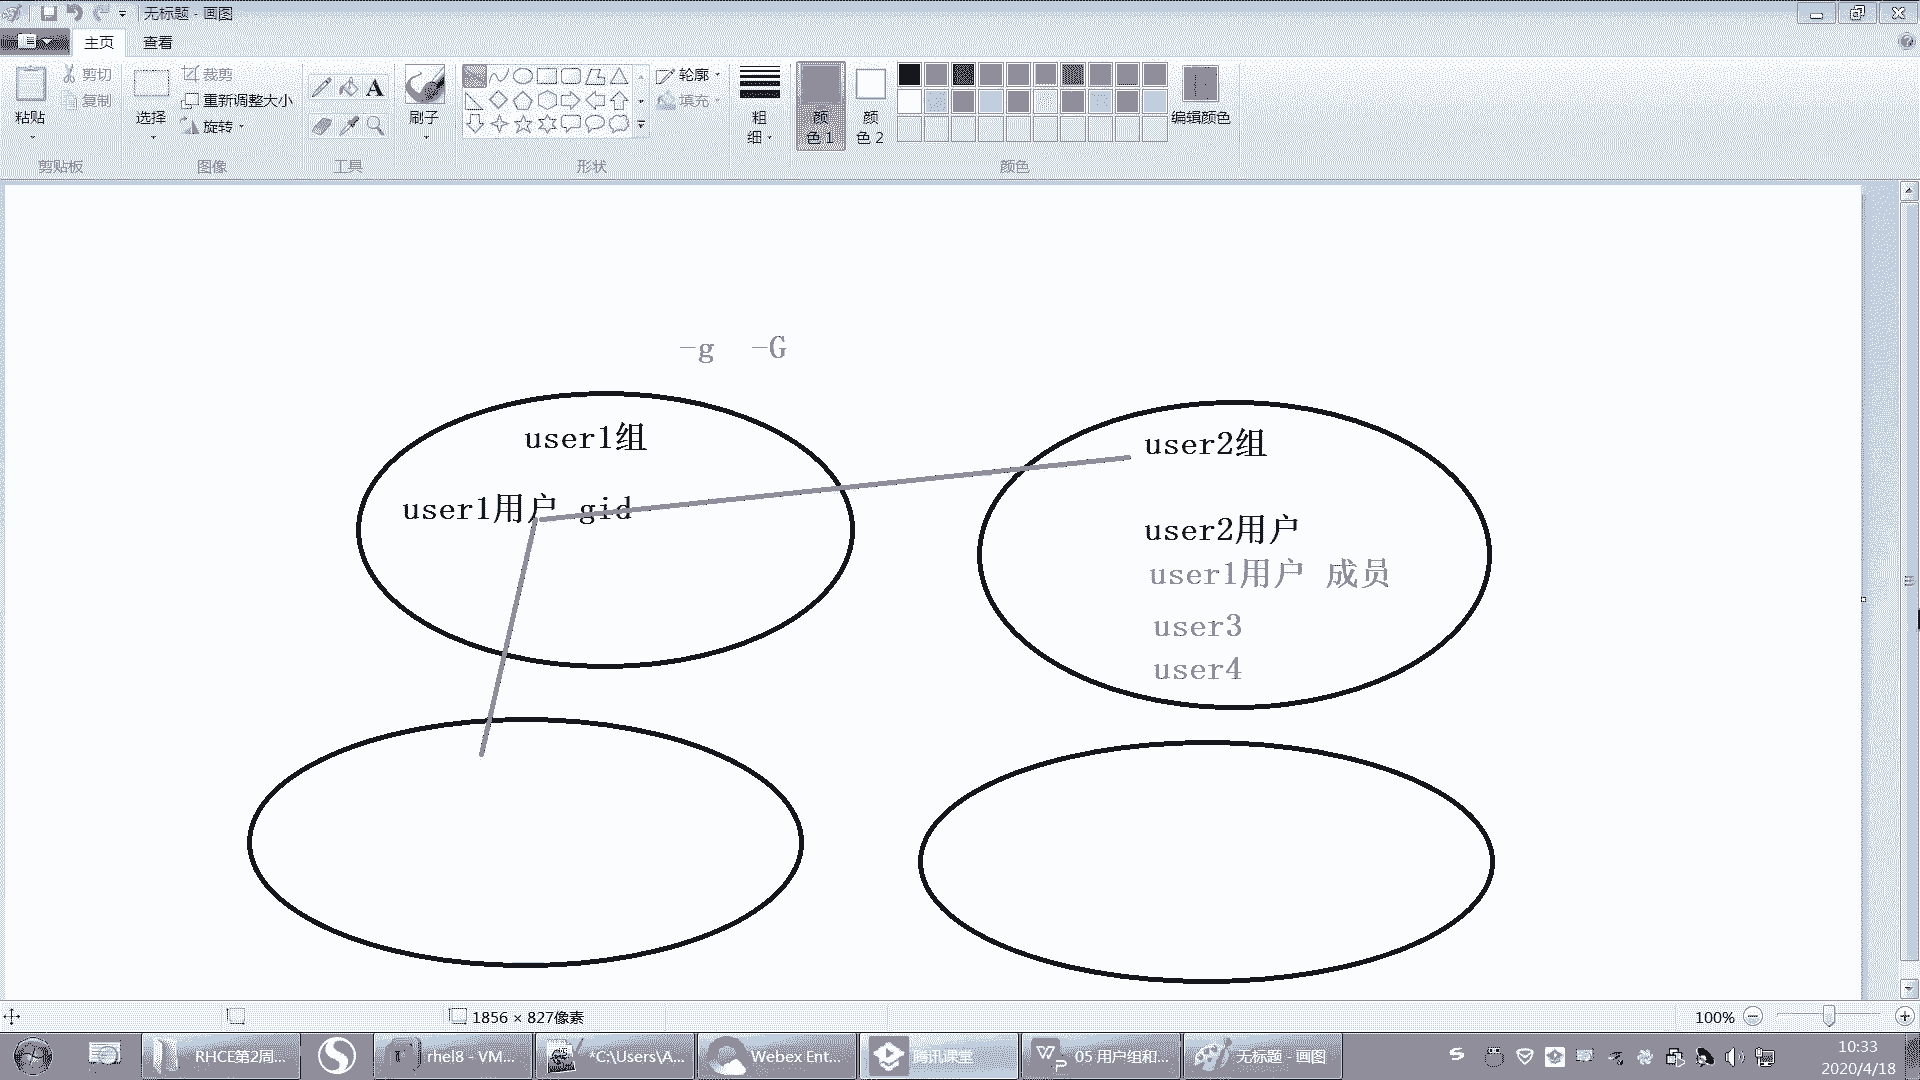 无标题 - 画图
主页 查看
粘贴 剪切 复制
剪贴板
选择 裁剪 重新调整大小 旋转
图像
工具
刷子
形状
轮廓 填充
粗细
颜色 1
颜色 2
编辑颜色
颜色
-g -G
user1组
user1用户 gid
user2组
user2用户
user1用户 成员
user3
user4
1856 × 827像素
100%
RHCE第2周...
rhel8 - VM...
*C:\Users\A...
Webex Ent...
腾讯课堂
05 用户组和...
无标题 - 画图
10:33
2020/4/18